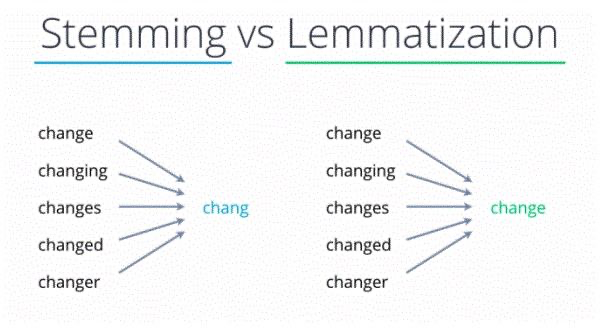 Stemming vs Lemmatization
change
changing
changes
changed
changer
chang
change
changing
changes
changed
changer
change